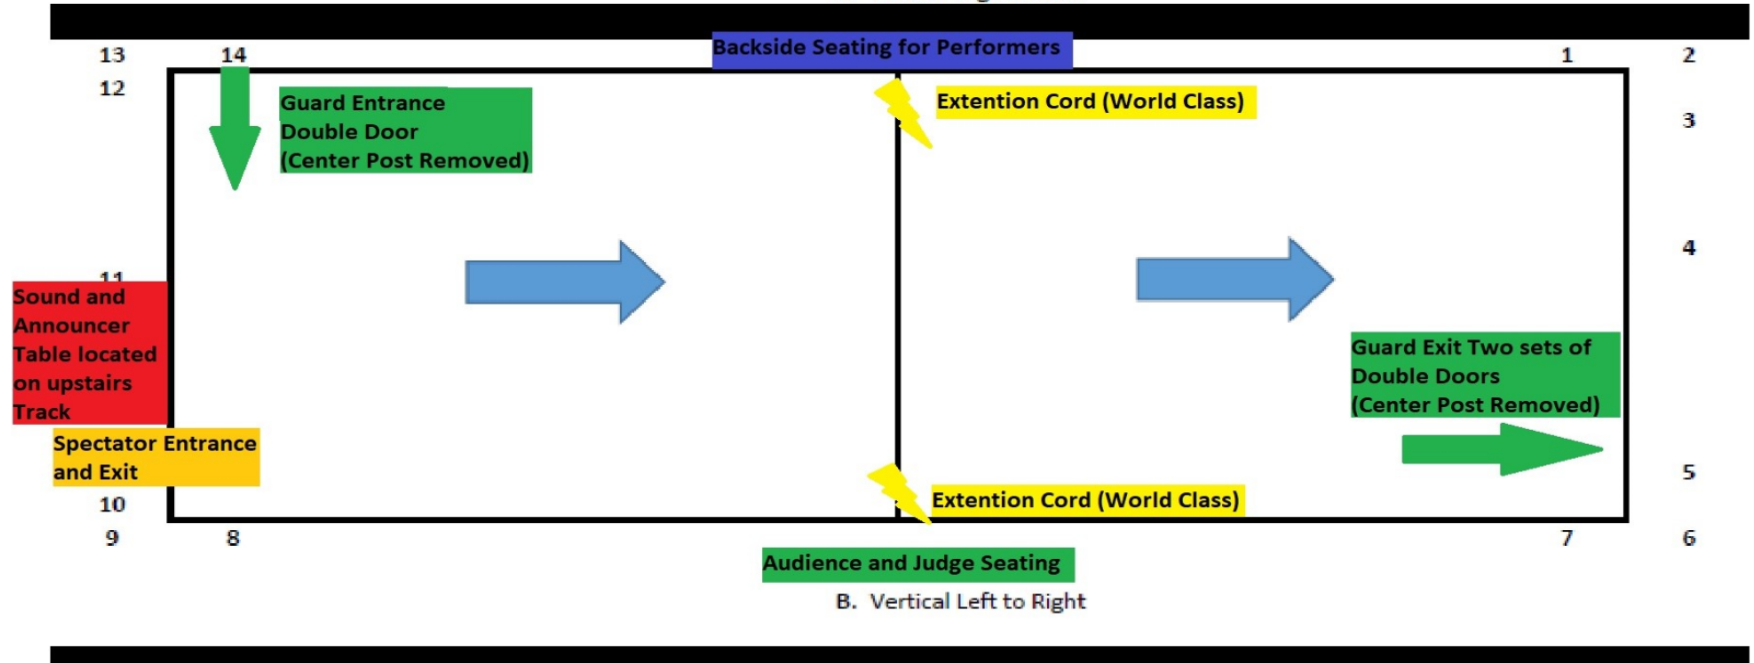 Backside Seating for Performers
13
14
1
2
12
Guard Entrance
Double Door
(Center Post Removed)
Extention Cord (World Class)
3
4
11
Sound and
Announcer
Table located
on upstairs
Track
Guard Exit Two sets of
Double Doors
(Center Post Removed)
Spectator Entrance
and Exit
5
10
Extention Cord (World Class)
9
8
7
6
Audience and Judge Seating
B. Vertical Left to Right